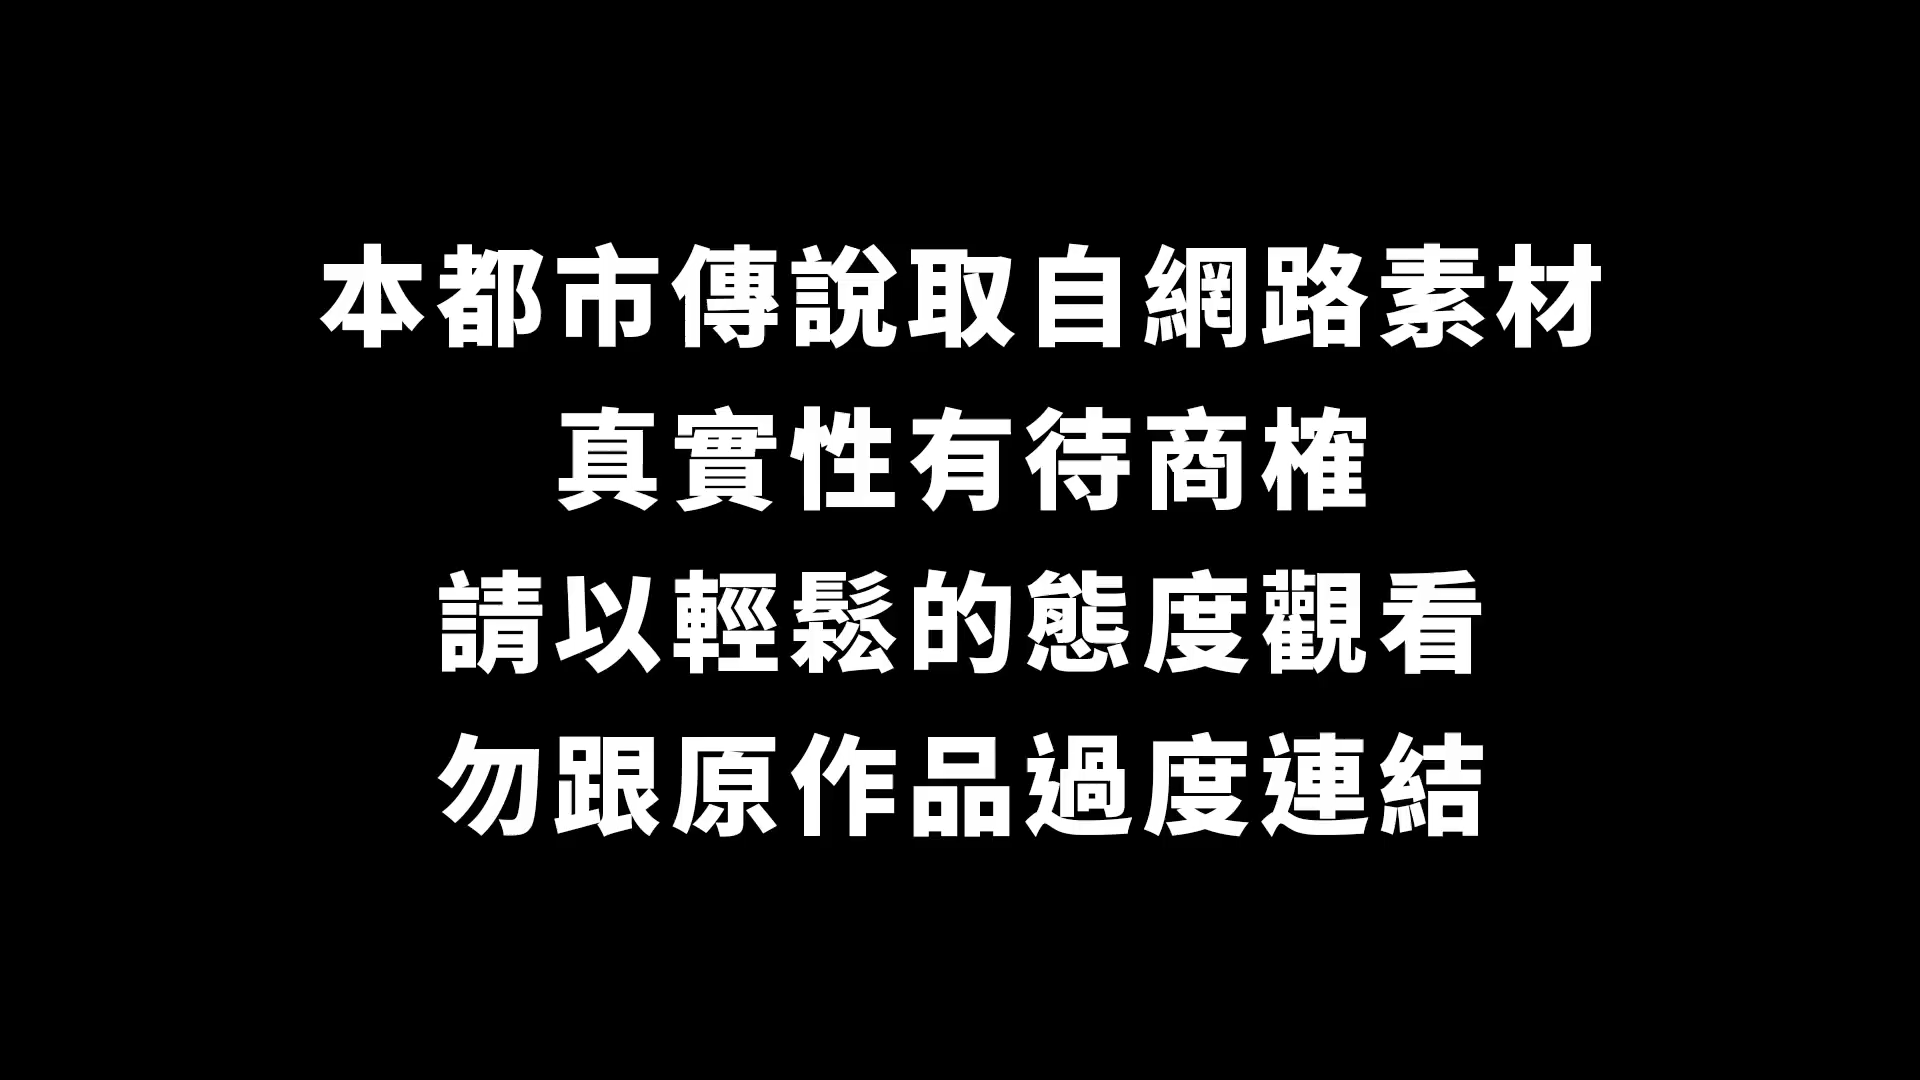 本都市傳說取自網路素材
真實性有待商榷
請以輕鬆的態度觀看
勿跟原作品過度連結